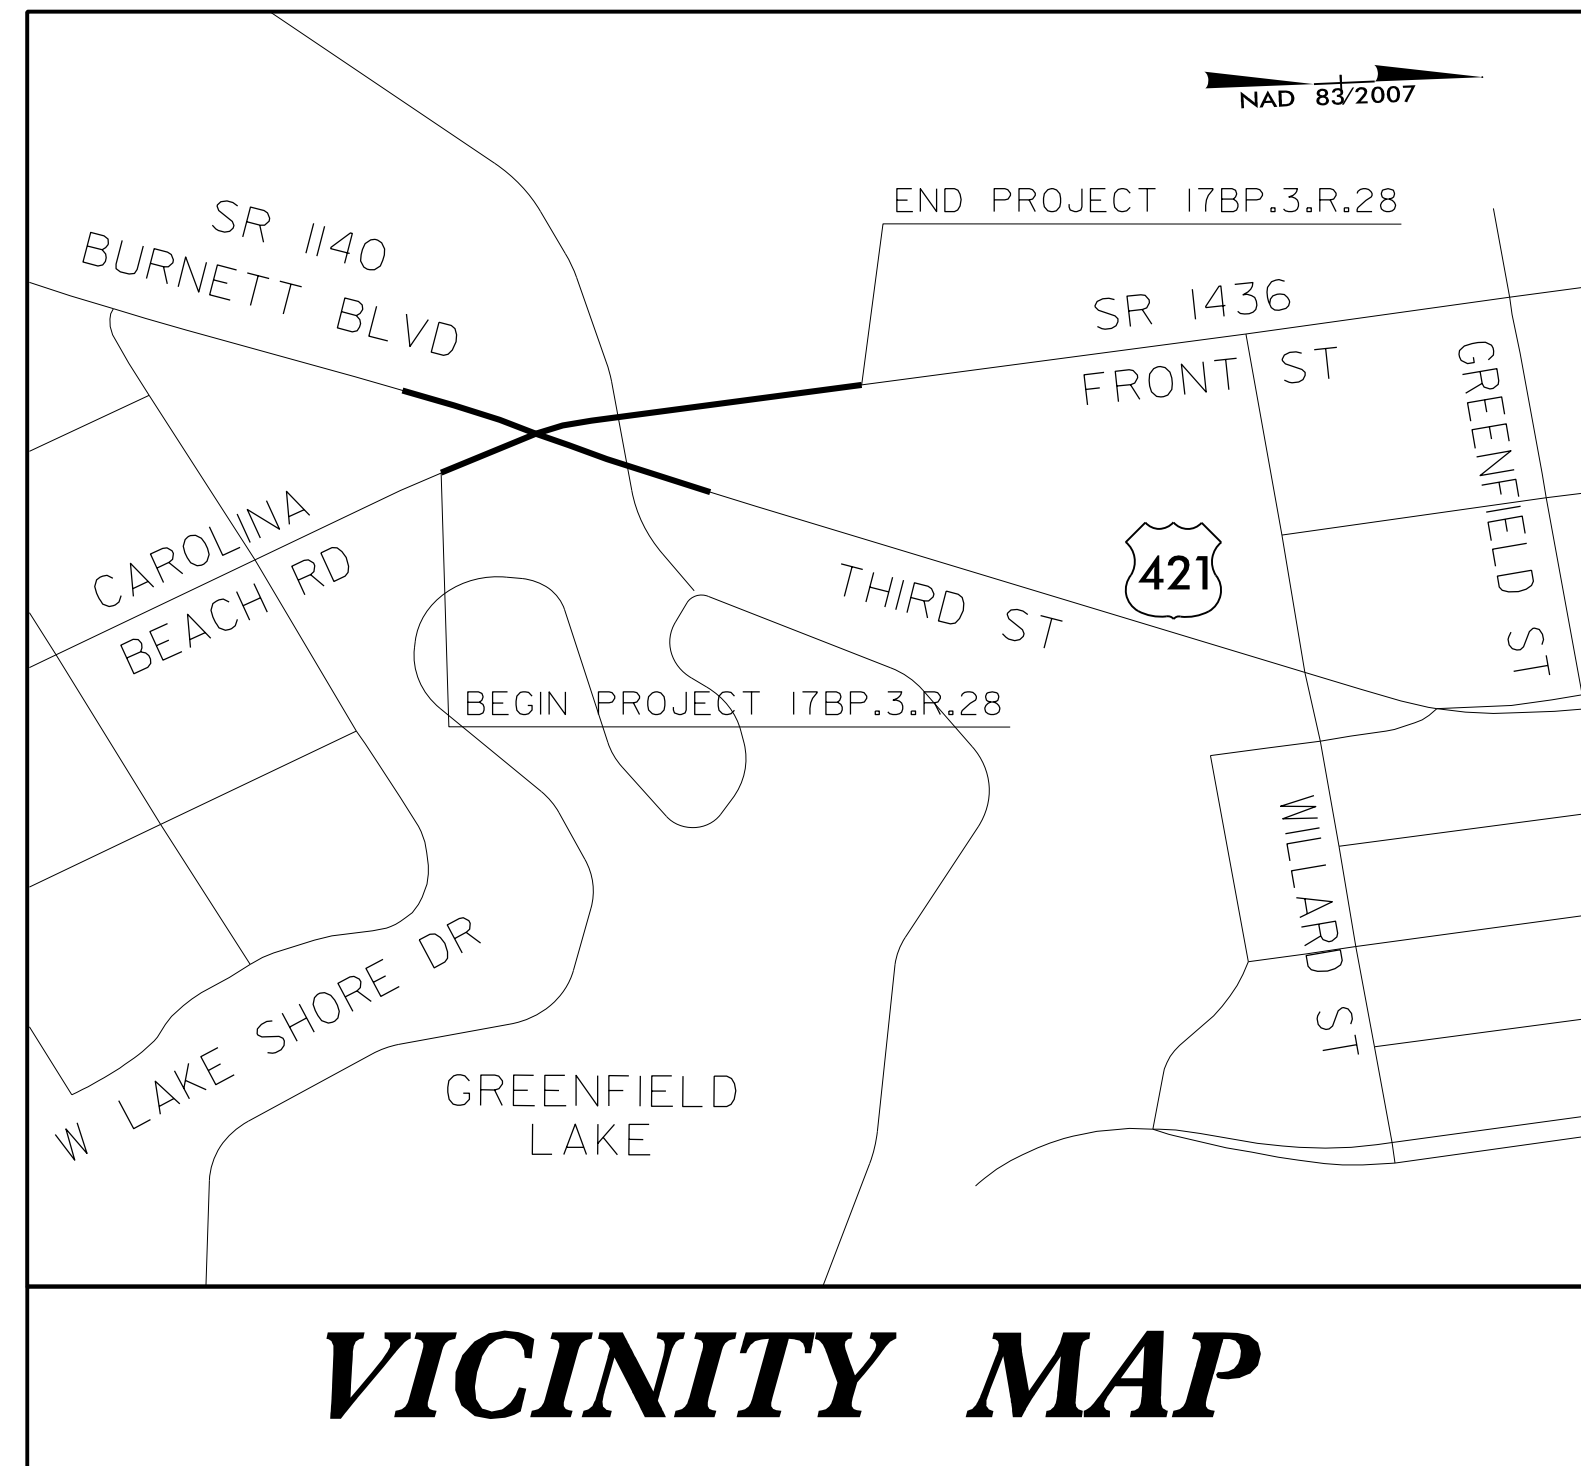 NAD 83/2007
END PROJECT 17BP.3.R.28
SR 1140
BURNETT BLVD
SR 1436
FRONT ST
GREENFIELD ST
CAROLINA
BEACH RD
THIRD ST
421
BEGIN PROJECT 17BP.3.R.28
WILLARD ST
W LAKE SHORE DR
GREENFIELD
LAKE
VICINITY MAP